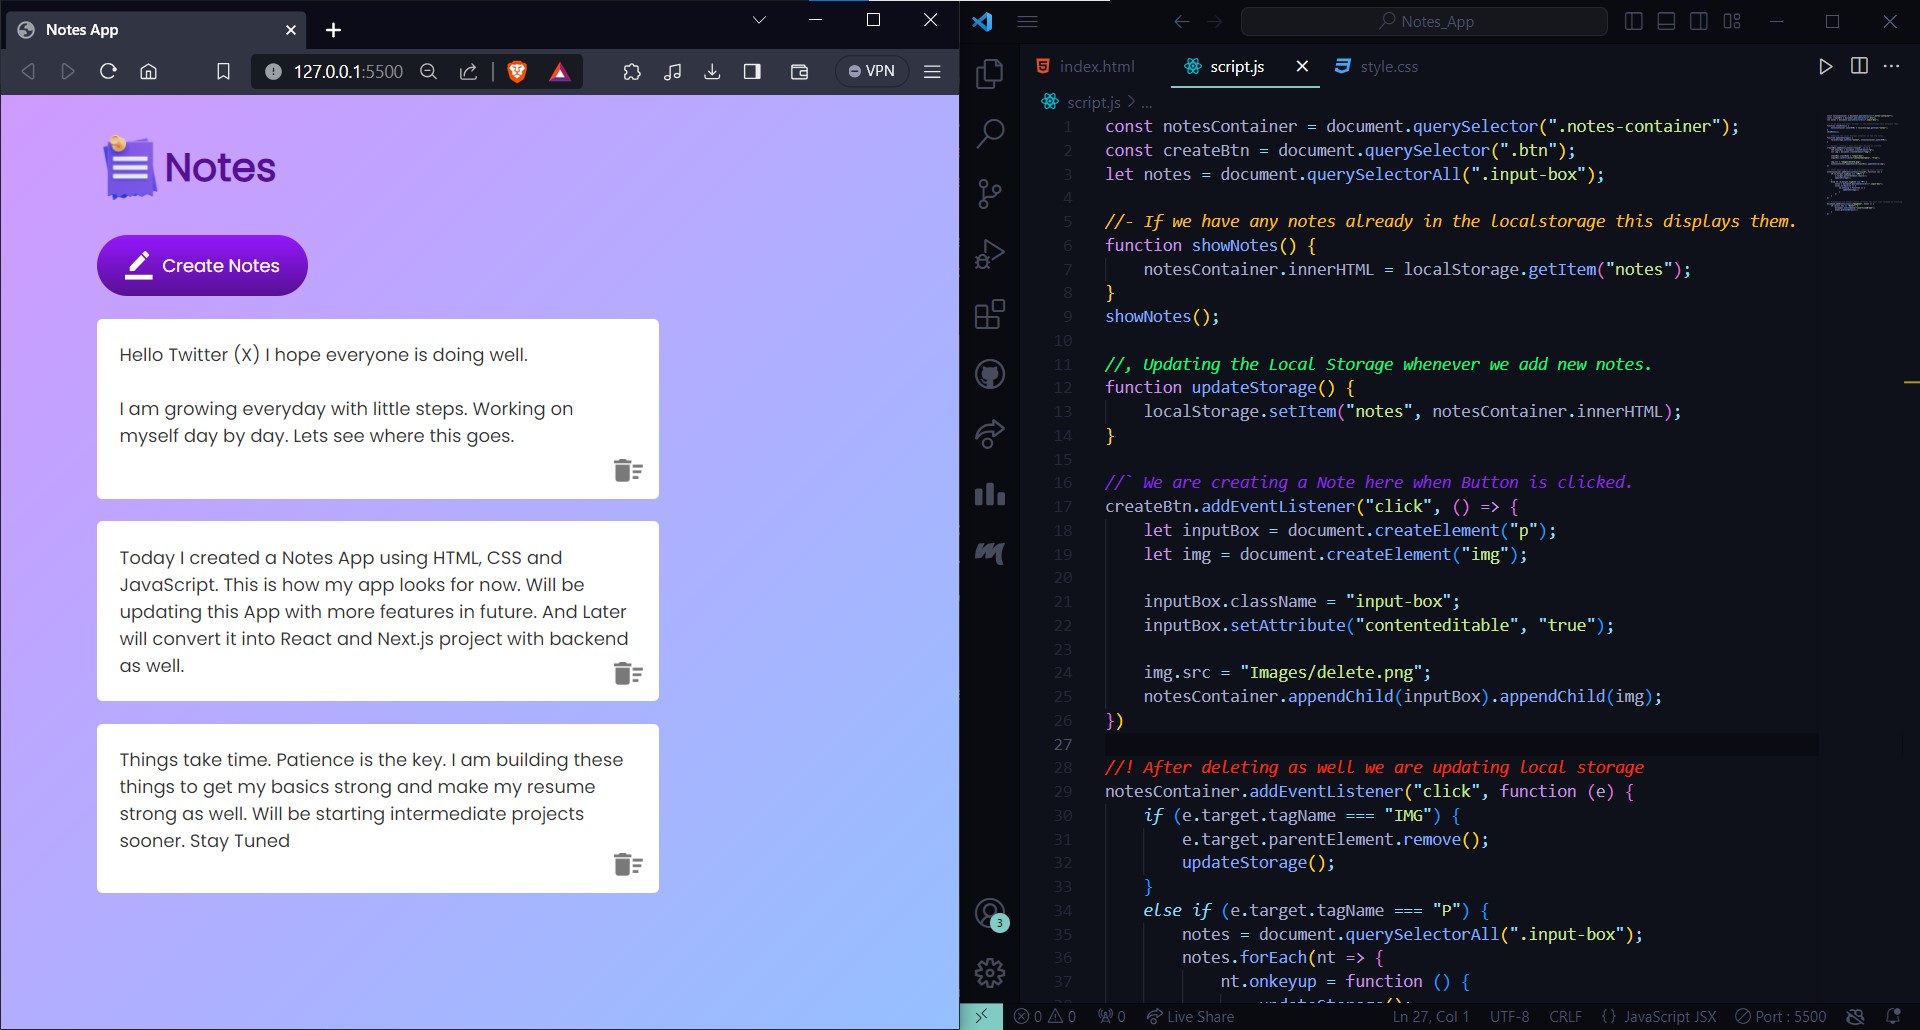 Notes App
127.0.0.1:5500
VPN
Notes
Create Notes
Hello Twitter (X) I hope everyone is doing well.
I am growing everyday with little steps. Working on
myself day by day. Lets see where this goes.
Today I created a Notes App using HTML, CSS and
JavaScript. This is how my app looks for now. Will be
updating this App with more features in future. And Later
will convert it into React and Next.js project with backend
as well.
Things take time. Patience is the key. I am building these
things to get my basics strong and make my resume
strong as well. Will be starting intermediate projects
sooner. Stay Tuned
Notes_App
index.html
script.js
style.css
script.js > ...
1 const notesContainer = document.querySelector(".notes-container");
2 const createBtn = document.querySelector(".btn");
3 let notes = document.querySelectorAll(".input-box");
4
5 //- If we have any notes already in the localstorage this displays them.
6 function showNotes() {
7 notesContainer.innerHTML = localStorage.getItem("notes");
8 }
9 showNotes();
10
11 //, Updating the Local Storage whenever we add new notes.
12 function updateStorage() {
13 localStorage.setItem("notes", notesContainer.innerHTML);
14 }
15
16 //` We are creating a Note here when Button is clicked.
17 createBtn.addEventListener("click", () => {
18 let inputBox = document.createElement("p");
19 let img = document.createElement("img");
20
21 inputBox.className = "input-box";
22 inputBox.setAttribute("contenteditable", "true");
23
24 img.src = "Images/delete.png";
25 notesContainer.appendChild(inputBox).appendChild(img);
26 })
27
28 //! After deleting as well we are updating local storage
29 notesContainer.addEventListener("click", function (e) {
30 if (e.target.tagName === "IMG") {
31 e.target.parentElement.remove();
32 updateStorage();
33 }
34 else if (e.target.tagName === "P") {
35 notes = document.querySelectorAll(".input-box");
36 notes.forEach(nt => {
37 nt.onkeyup = function () {
3
0 0 0 Live Share Ln 27, Col 1 UTF-8 CRLF {} JavaScript JSX Port : 5500